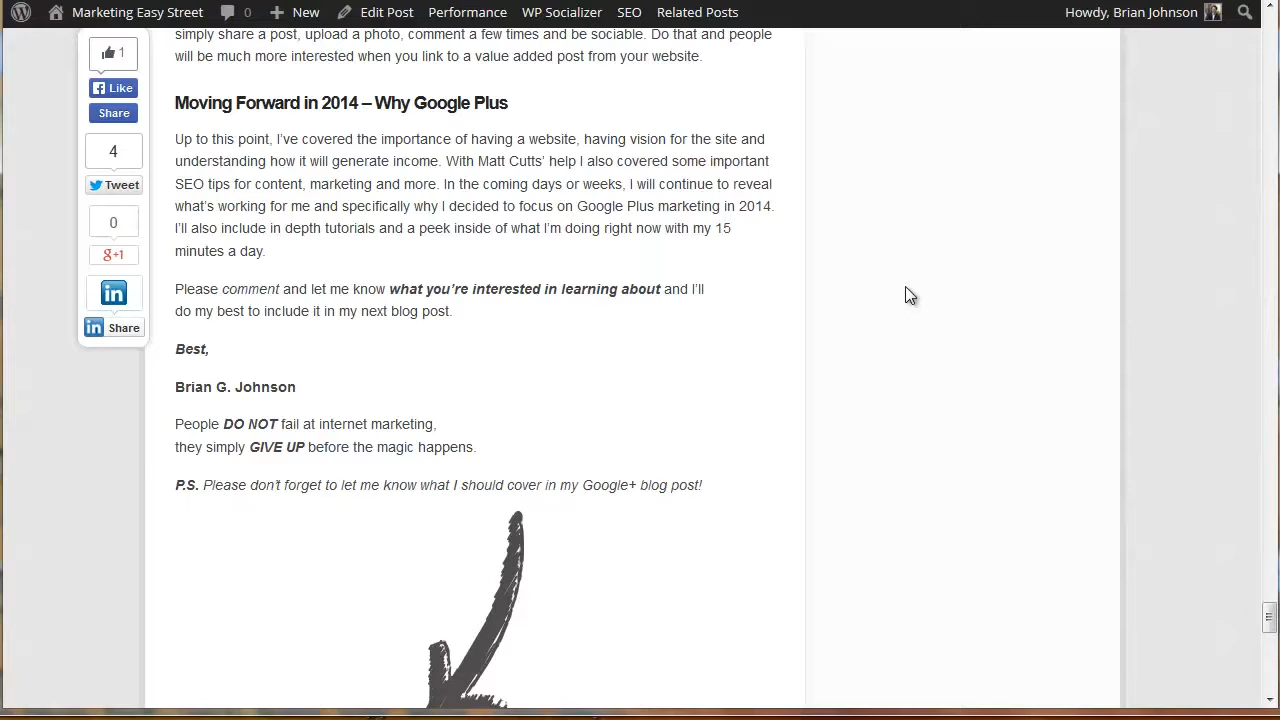 Marketing Easy Street 0 New Edit Post Performance WP Socializer SEO Related Posts Howdy, Brian Johnson
simply share a post, upload a photo, comment a few times and be sociable. Do that and people
will be much more interested when you link to a value added post from your website.
1
Like
Share
4
Tweet
0
g+1
in
in Share
Moving Forward in 2014 – Why Google Plus
Up to this point, I've covered the importance of having a website, having vision for the site and
understanding how it will generate income. With Matt Cutts' help I also covered some important
SEO tips for content, marketing and more. In the coming days or weeks, I will continue to reveal
what's working for me and specifically why I decided to focus on Google Plus marketing in 2014.
I'll also include in depth tutorials and a peek inside of what I'm doing right now with my 15
minutes a day.
Please comment and let me know what you're interested in learning about and I'll
do my best to include it in my next blog post.
Best,
Brian G. Johnson
People DO NOT fail at internet marketing,
they simply GIVE UP before the magic happens.
P.S. Please don't forget to let me know what I should cover in my Google+ blog post!